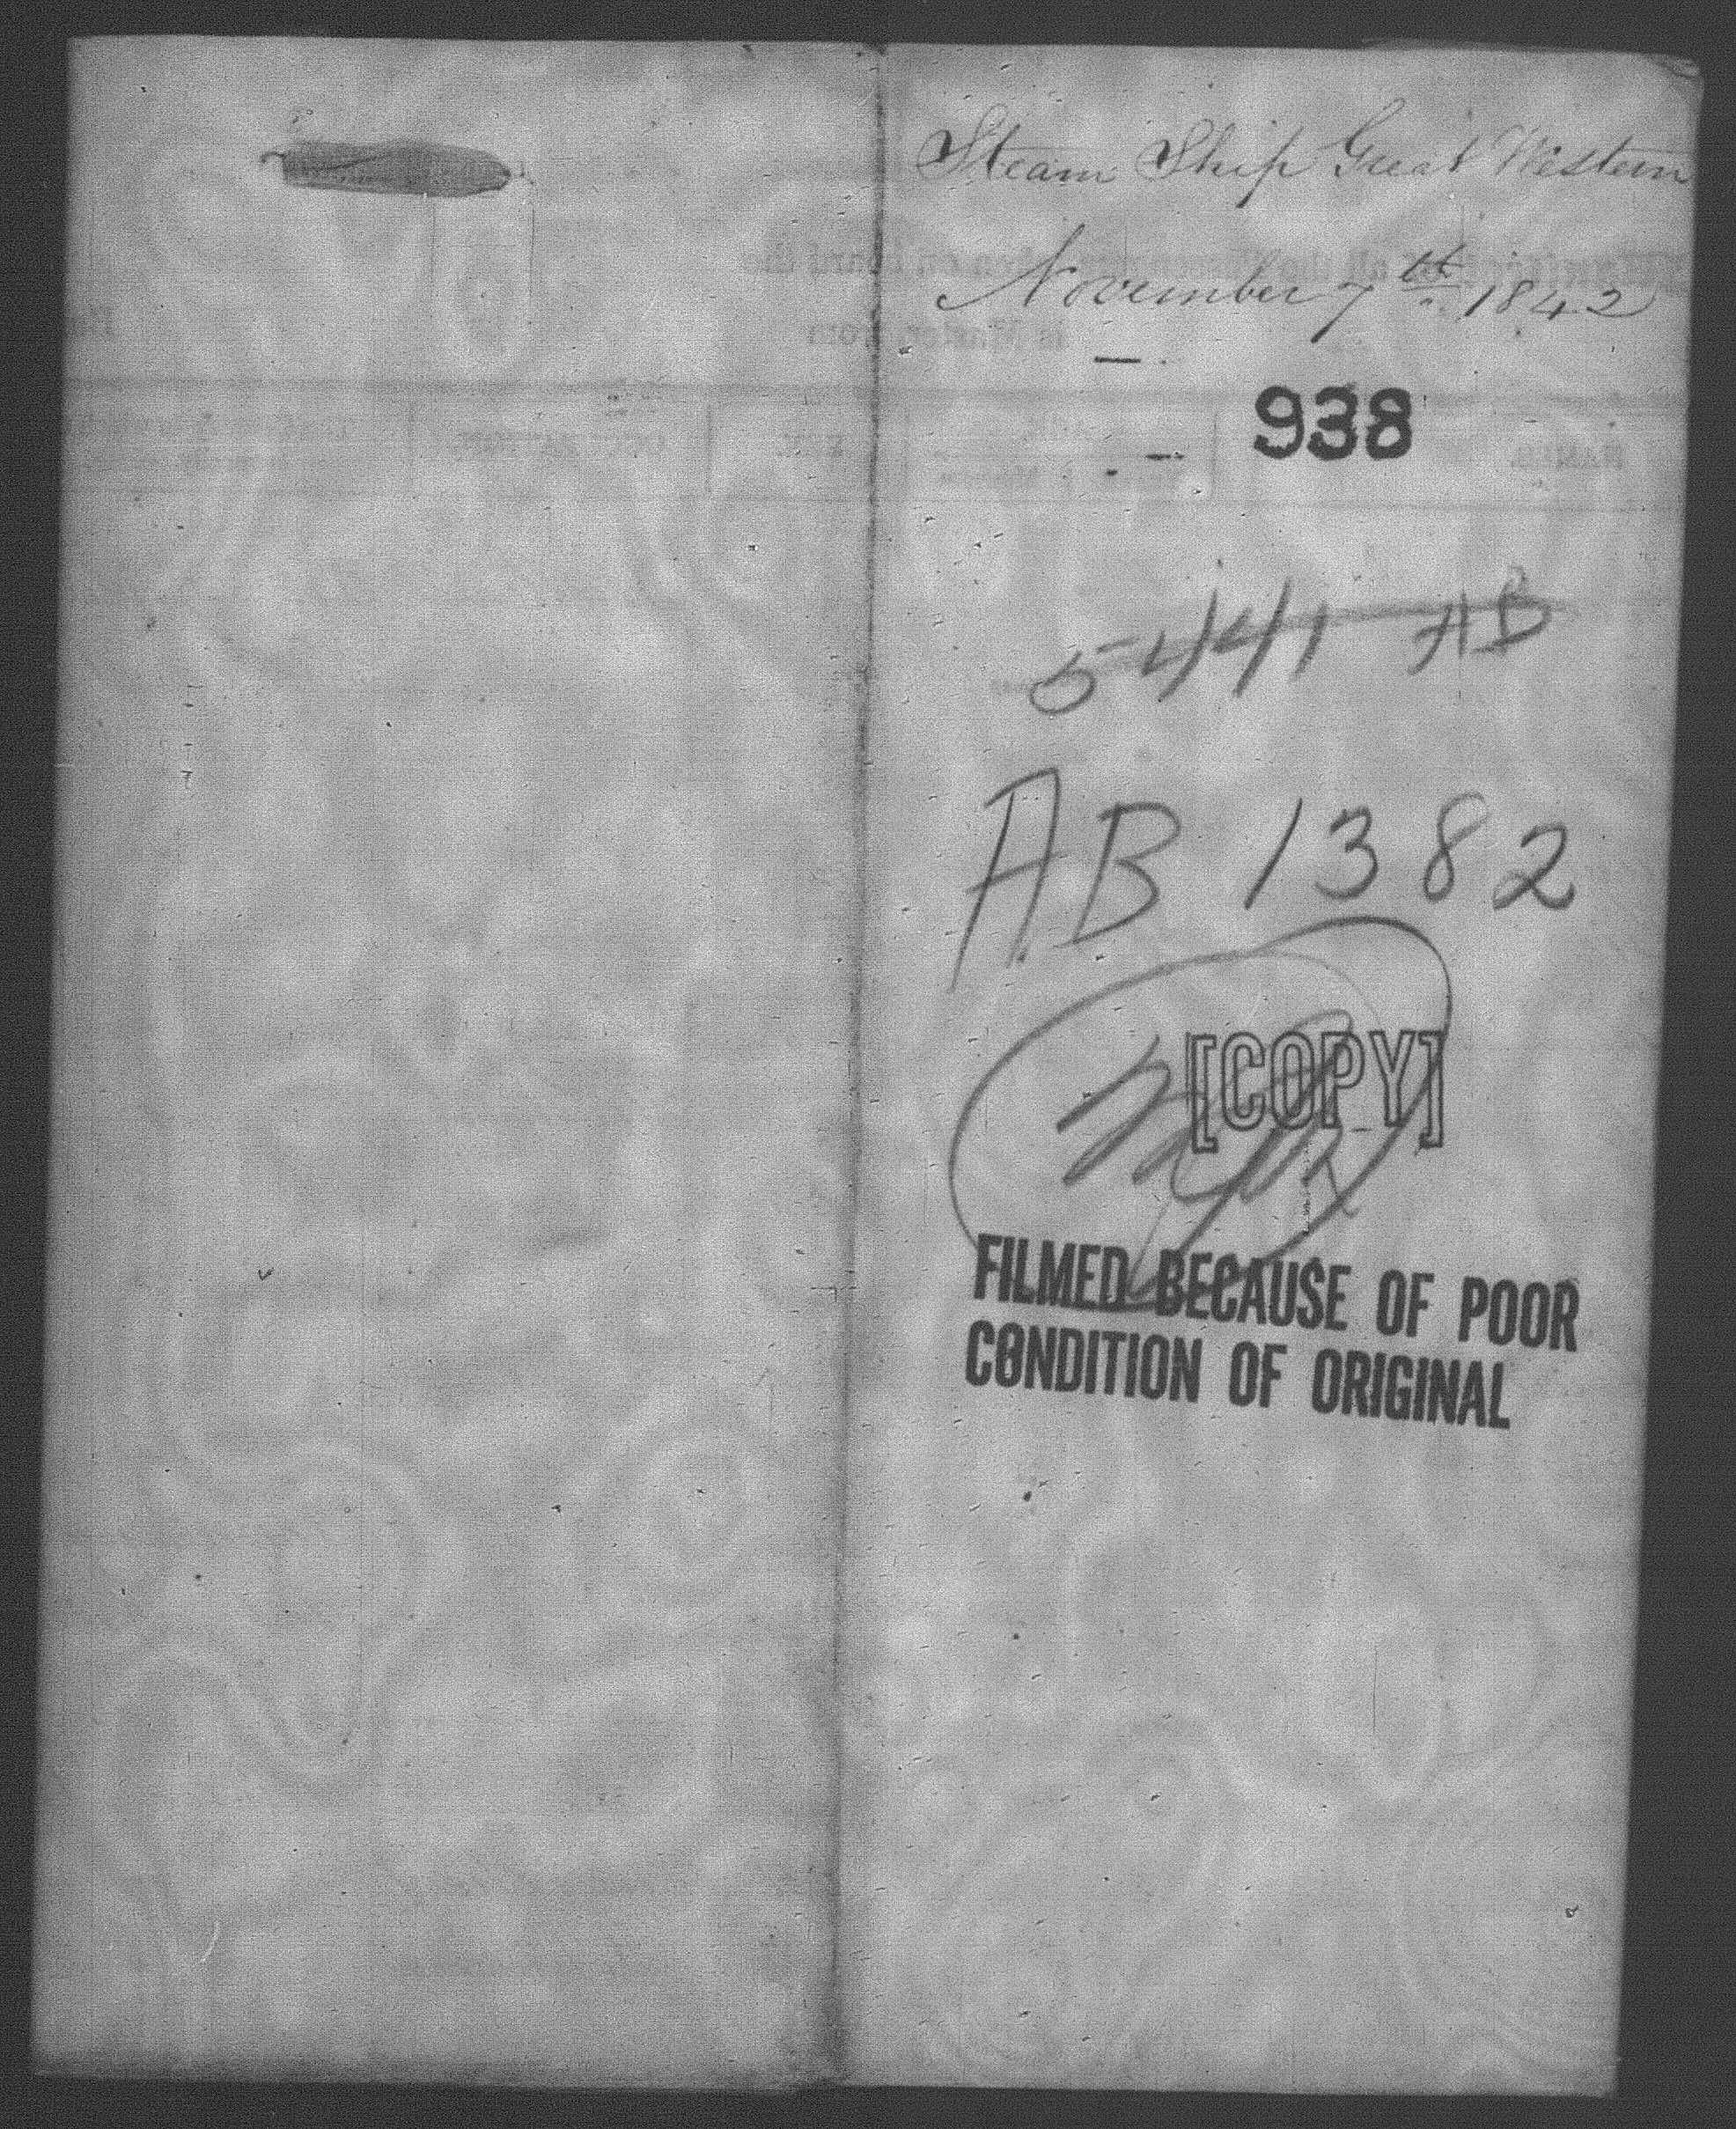 Steam Ship Great Western
November 7th 1842
938
5441 AB
AB 1382
[COPY]
FILMED BECAUSE OF POOR
CONDITION OF ORIGINAL